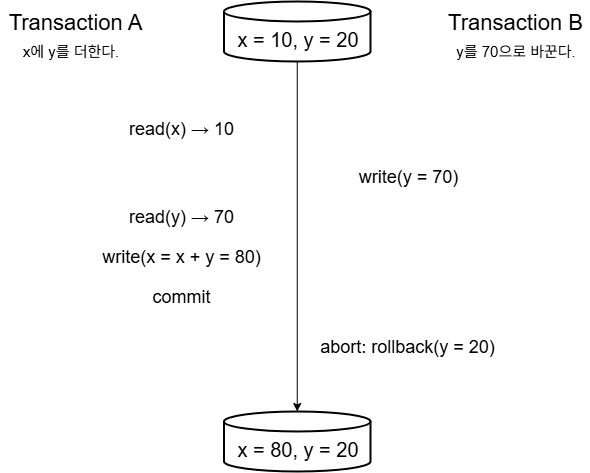 Transaction A
x에 y를 더한다.
x = 10, y = 20
Transaction B
y를 70으로 바꾼다.
read(x) → 10
write(y = 70)
read(y) → 70
write(x = x + y = 80)
commit
abort: rollback(y = 20)
x = 80, y = 20